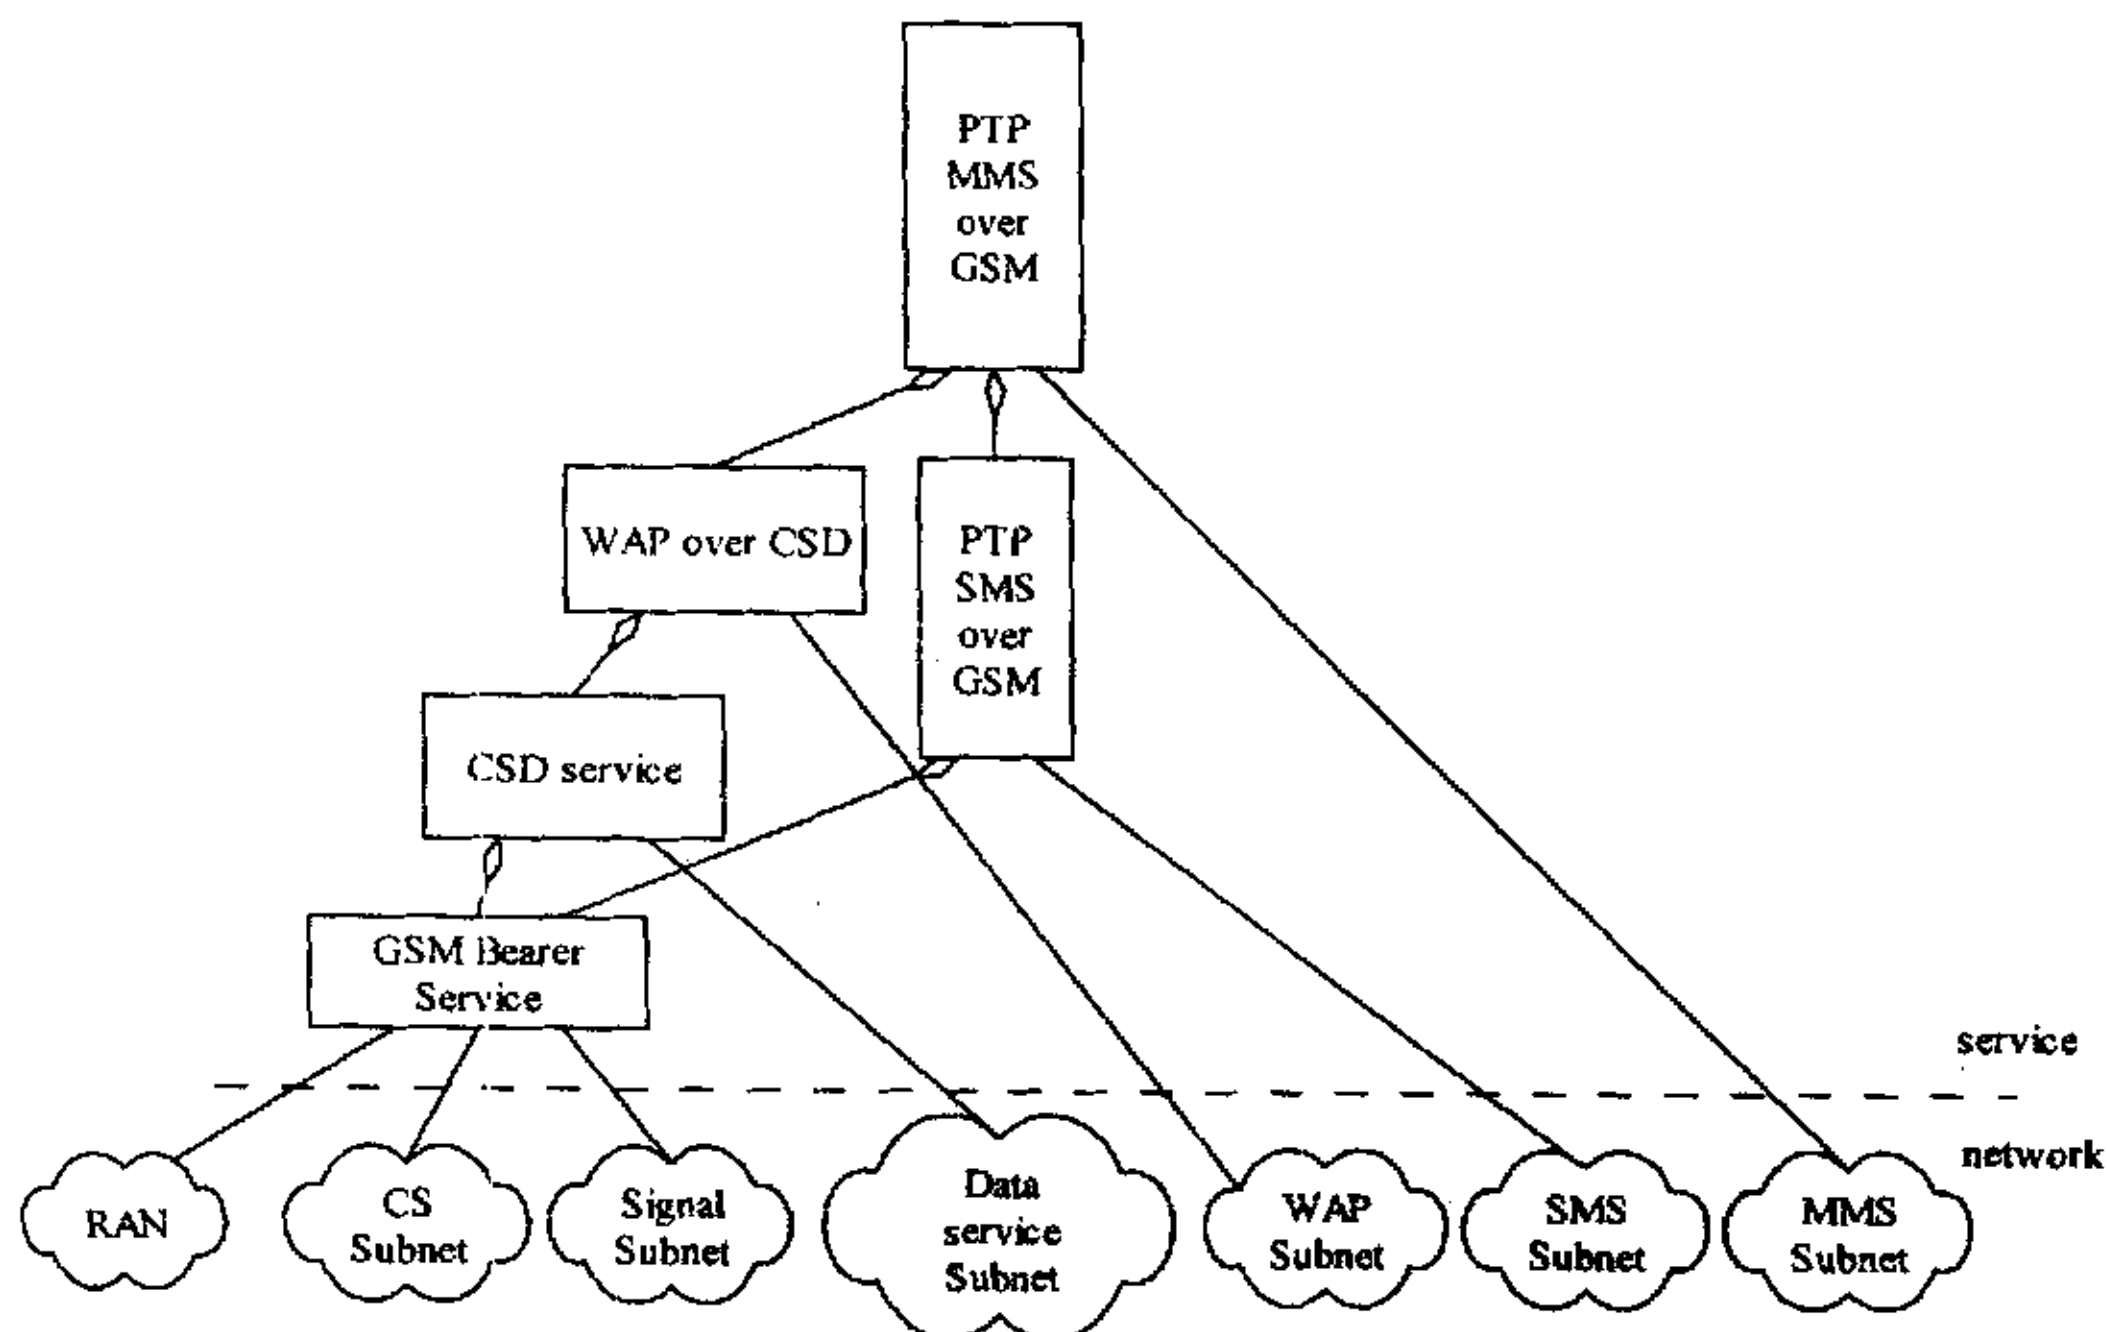 PTP
MMS
over
GSM
WAP over CSD
PTP
SMS
over
GSM
CSD service
GSM Bearer
Service
service
network
RAN
CS
Subnet
Signal
Subnet
Data
service
Subnet
WAP
Subnet
SMS
Subnet
MMS
Subnet